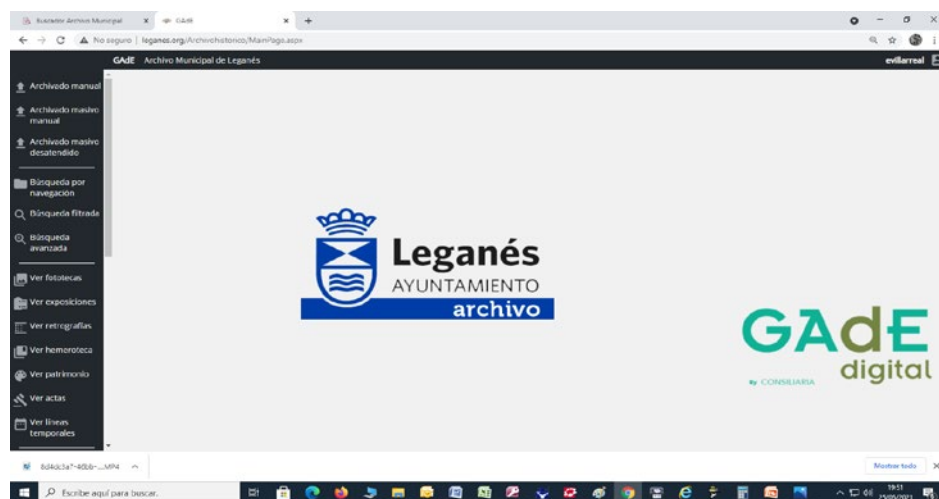 Buscador Archivo Municipal
GAdE
No seguro | leganes.org/Archivohistorico/MainPage.aspx
GAdE Archivo Municipal de Leganés
evillarreal
Archivado manual
Archivado masivo
manual
Archivado masivo
desatendido
Búsqueda por
navegación
Búsqueda filtrada
Búsqueda
avanzada
Ver fototecas
Ver exposiciones
Ver retrografías
Ver hemeroteca
Ver patrimonio
Ver actas
Ver líneas
temporales
Leganés
AYUNTAMIENTO
archivo
GAdE
digital
By CONSILIARIA
Mostrar todo
Escribe aquí para buscar.
19:51